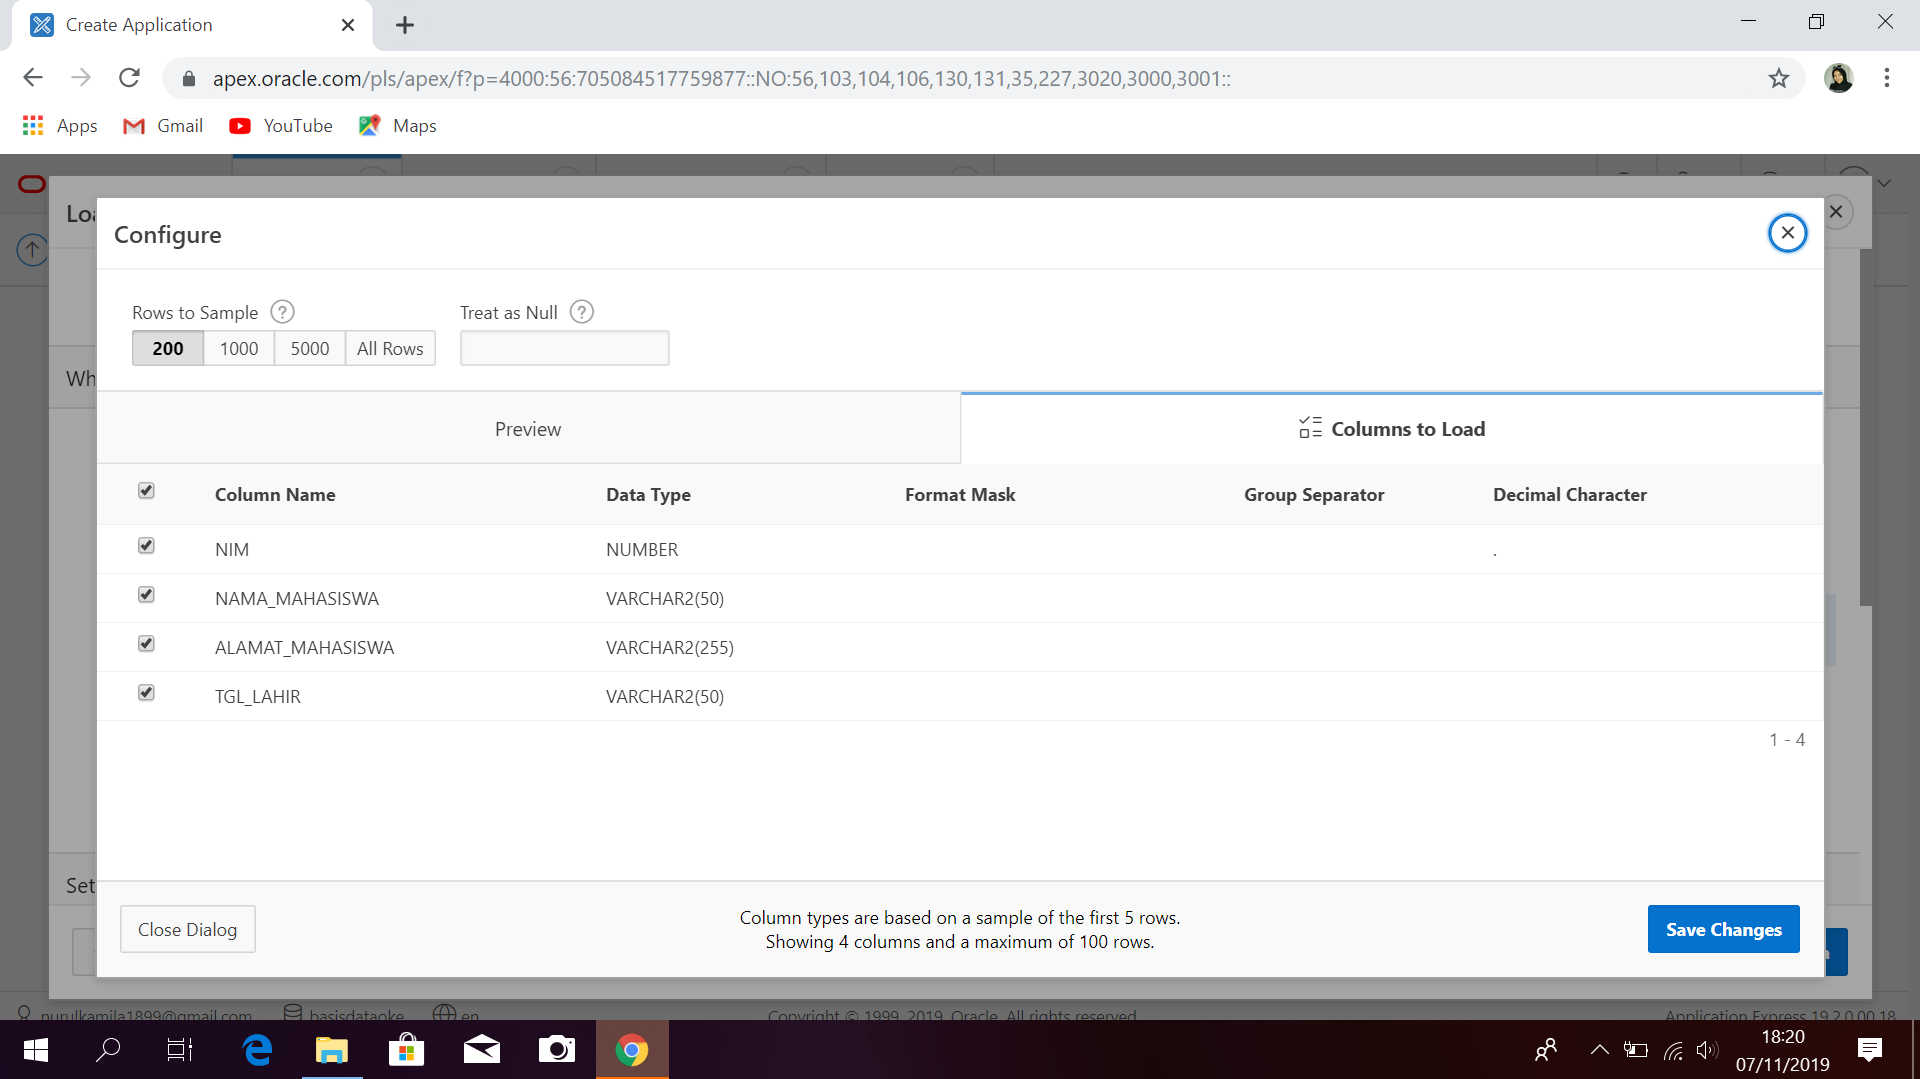 Create Application
apex.oracle.com/pls/apex/f?p=4000:56:705084517759877::NO:56,103,104,106,130,131,35,227,3020,3000,3001::
Apps Gmail YouTube Maps
Configure
Rows to Sample ? Treat as Null ?
200 1000 5000 All Rows
Preview Columns to Load
Column Name Data Type Format Mask Group Separator Decimal Character
NIM NUMBER .
NAMA_MAHASISWA VARCHAR2(50)
ALAMAT_MAHASISWA VARCHAR2(255)
TGL_LAHIR VARCHAR2(50)
1 - 4
Set
Close Dialog
Column types are based on a sample of the first 5 rows.
Showing 4 columns and a maximum of 100 rows.
Save Changes
nurulkamila1899@gmail.com basisdataoke en Copyright © 1999, 2019, Oracle. All rights reserved. Application Express 19.2.0.00.18
18:20
07/11/2019